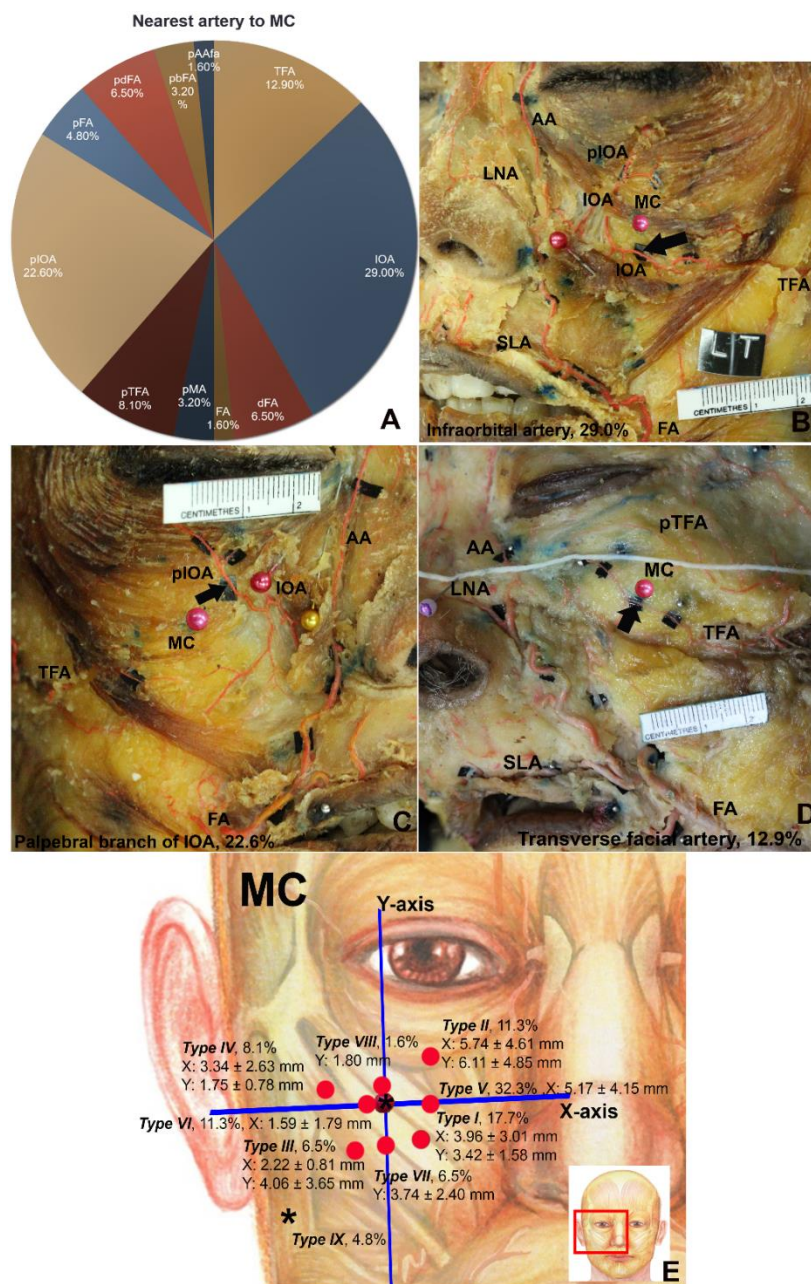 Nearest artery to MC
pAAfa
1.60%
TFA
12.90%
IOA
29.00%
dFA
6.50%
FA
1.60%
pMA
3.20%
pTFA
8.10%
pIOA
22.60%
pFA
4.80%
pdFA
6.50%
pbFA
3.20
%
A
AA
pIOA
LNA
IOA
MC
IOA
TFA
SLA
LT
CENTIMETRES 1 2
FA
Infraorbital artery, 29.0%
B
CENTIMETRES 1 2
AA
pIOA
IOA
MC
TFA
FA
C
Palpebral branch of IOA, 22.6%
pTFA
AA
MC
LNA
TFA
CENTIMETRES 1 2
SLA
FA
D
Transverse facial artery, 12.9%
MC
Y-axis
Type II, 11.3%
X: 5.74 ± 4.61 mm
Y: 6.11 ± 4.85 mm
Type IV, 8.1%
X: 3.34 ± 2.63 mm
Y: 1.75 ± 0.78 mm
Type VIII, 1.6%
Y: 1.80 mm
Type V, 32.3% ,X: 5.17 ± 4.15 mm
X-axis
Type VI, 11.3%, X: 1.59 ± 1.79 mm
Type I, 17.7%
X: 3.96 ± 3.01 mm
Y: 3.42 ± 1.58 mm
Type III, 6.5%
X: 2.22 ± 0.81 mm
Y: 4.06 ± 3.65 mm
Type VII, 6.5%
Y: 3.74 ± 2.40 mm
*
*
Type IX, 4.8%
E